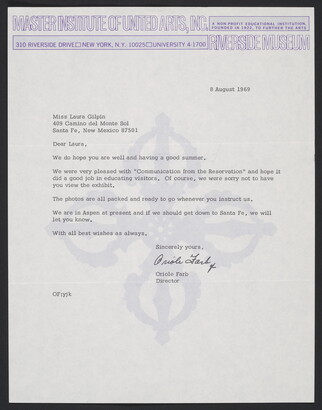 MASTER INSTITUTE OF UNITED ARTS, INC.
A NON-PROFIT EDUCATIONAL INSTITUTION.
FOUNDED IN 1922, TO FURTHER THE ARTS
310 RIVERSIDE DRIVE NEW YORK, N.Y. 10025 UNIVERSITY 4-1700
RIVERSIDE MUSEUM
8 August 1969
Miss Laura Gilpin
409 Camino del Monte Sol
Santa Fe, New Mexico 87501
Dear Laura,
We do hope you are well and having a good summer.
We were very pleased with "Communication from the Reservation" and hope it
did a good job in educating visitors. Of course, we were sorry not to have
you view the exhibit.
The photos are all packed and ready to go whenever you instruct us.
We are in Aspen at present and if we should get down to Santa Fe, we will
let you know.
With all best wishes as always,
Sincerely yours,
Oriole Farb
Oriole Farb
Director